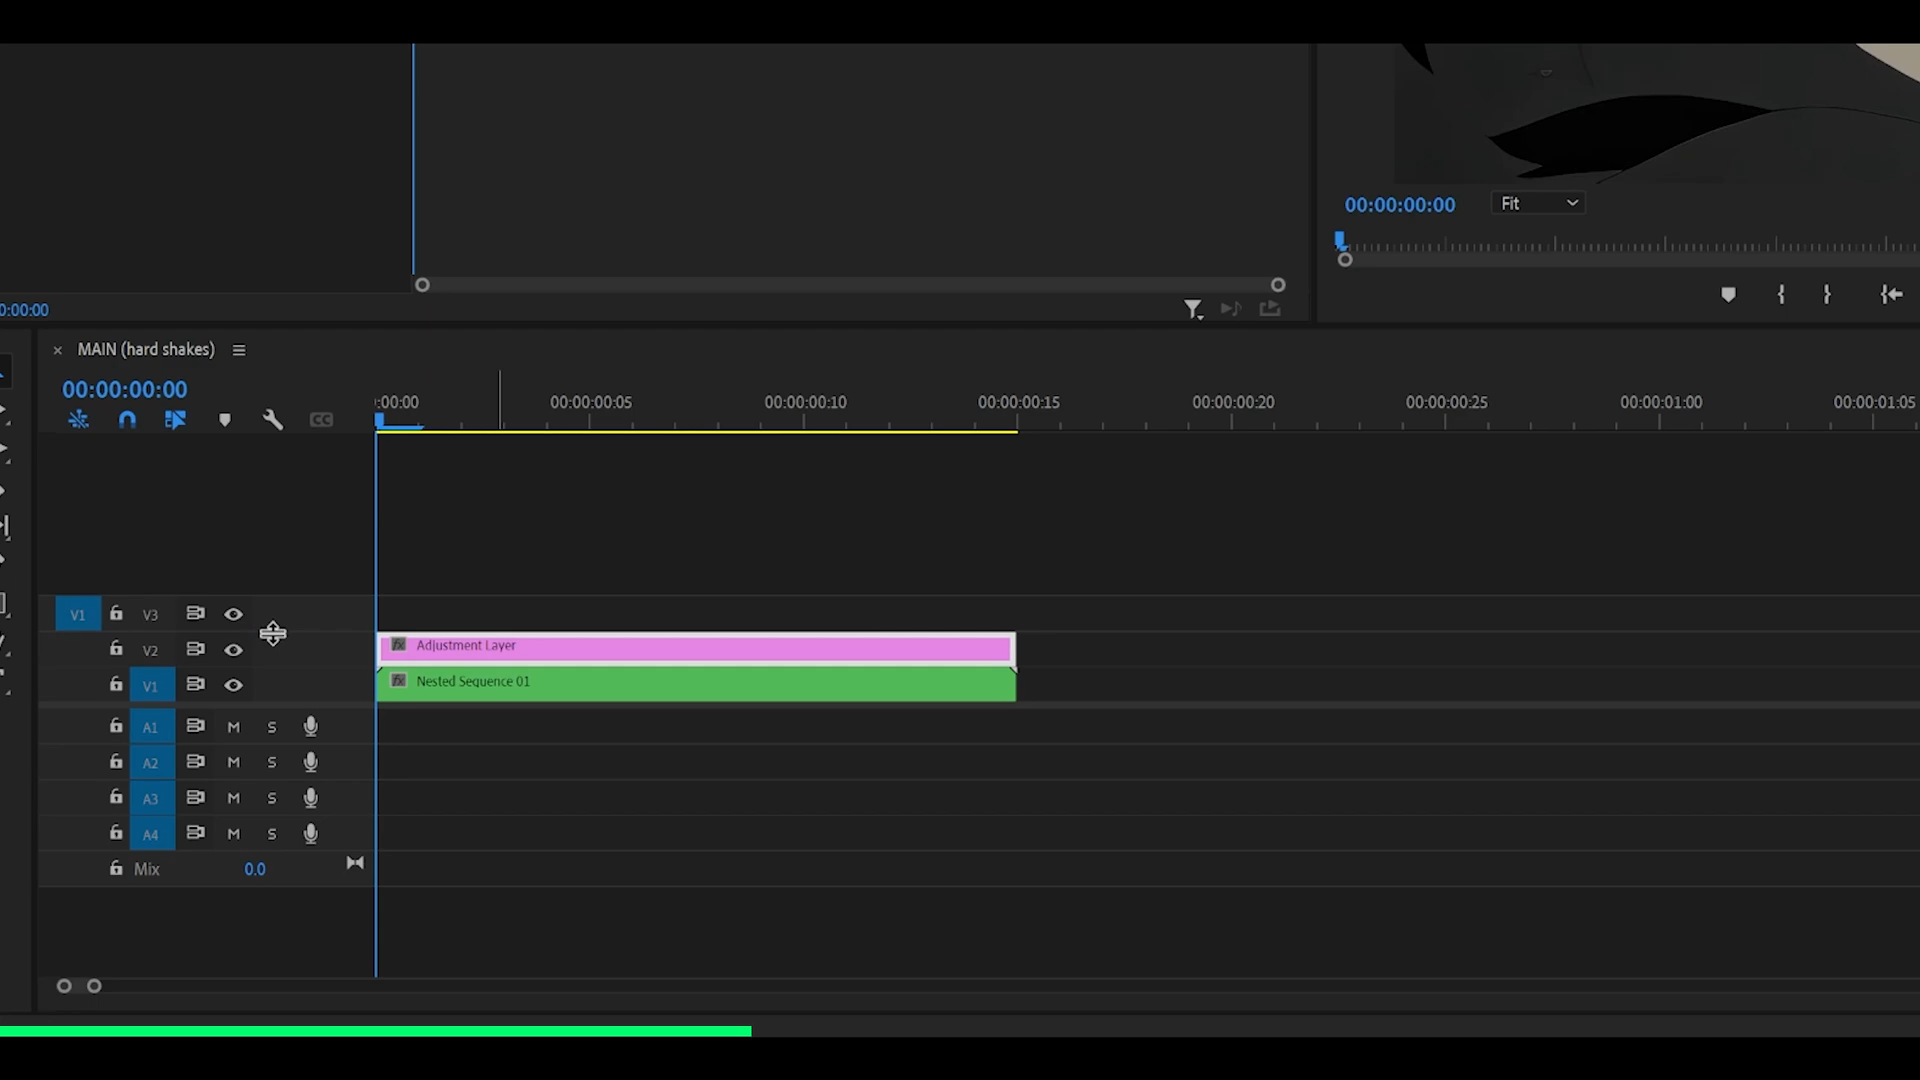 00:00:00:00
Fit
0:00:00
MAIN (hard shakes)
00:00:00:00
:00:00
00:00:00:05
00:00:00:10
00:00:00:15
00:00:00:20
00:00:00:25
00:00:01:00
00:00:01:05
CC
V1 V3
V2
fx Adjustment Layer
V1
fx Nested Sequence 01
A1 M S
A2 M S
A3 M S
A4 M S
Mix 0.0